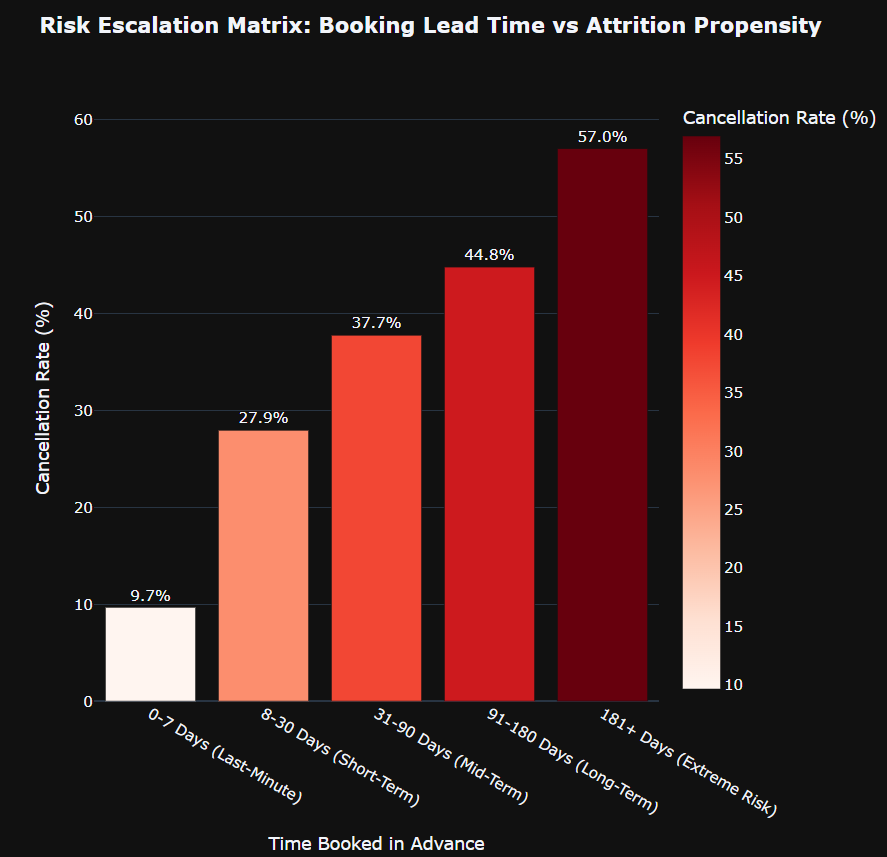 Risk Escalation Matrix: Booking Lead Time vs Attrition Propensity
Cancellation Rate (%)
60
50
40
30
20
10
0
Cancellation Rate (%)
9.7%
27.9%
37.7%
44.8%
57.0%
55
50
45
40
35
30
25
20
15
10
0-7 Days (Last-Minute)
8-30 Days (Short-Term)
31-90 Days (Mid-Term)
91-180 Days (Long-Term)
181+ Days (Extreme Risk)
Time Booked in Advance